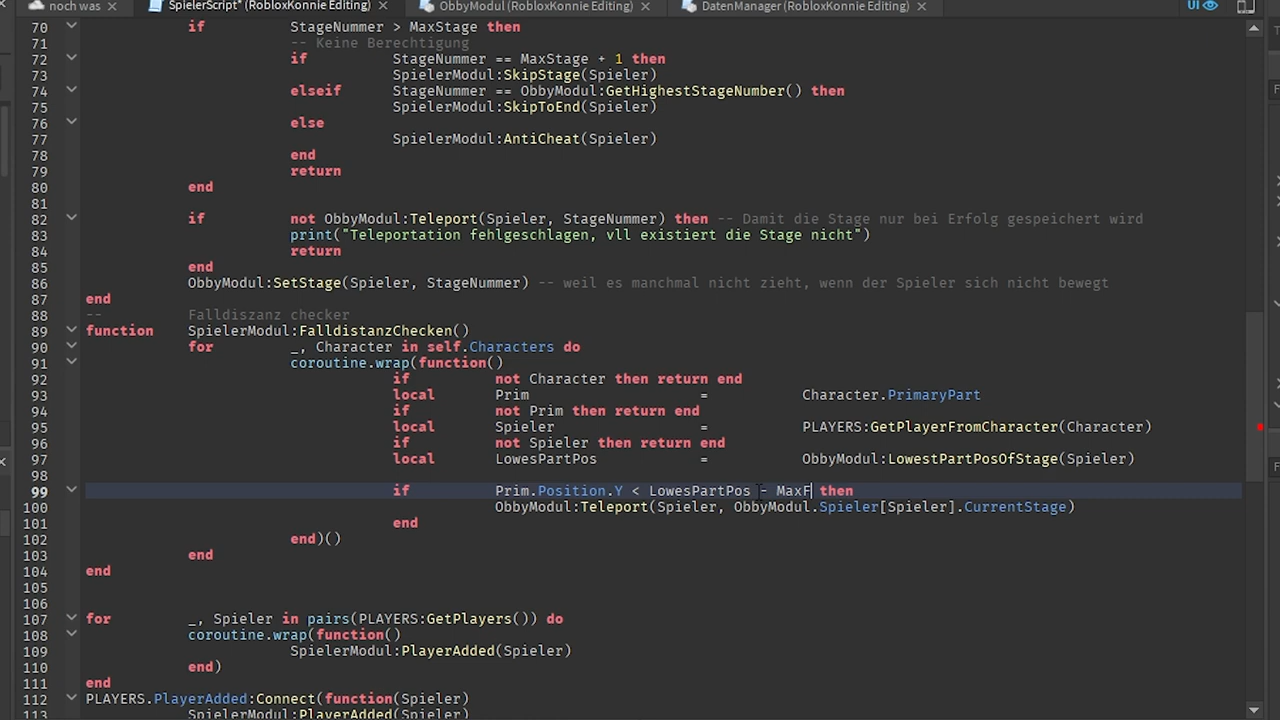 noch was × SpielerScript* (RobloxKonnie Editing) × ObbyModul (RobloxKonnie Editing) × DatenManager (RobloxKonnie Editing) × UI
70 if StageNummer > MaxStage then
71 -- Keine Berechtigung
72 if StageNummer == MaxStage + 1 then
73 SpielerModul:SkipStage(Spieler)
74 elseif StageNummer == ObbyModul:GetHighestStageNumber() then
75 SpielerModul:SkipToEnd(Spieler)
76 else
77 SpielerModul:AntiCheat(Spieler)
78 end
79 return
80 end
81
82 if not ObbyModul:Teleport(Spieler, StageNummer) then -- Damit die Stage nur bei Erfolg gespeichert wird
83 print("Teleportation fehlgeschlagen, vll existiert die Stage nicht")
84 return
85 end
86 ObbyModul:SetStage(Spieler, StageNummer) -- weil es manchmal nicht zieht, wenn der Spieler sich nicht bewegt
87 end
88 -- Falldiszanz checker
89 function SpielerModul:FalldistanzChecken()
90 for _, Character in self.Characters do
91 coroutine.wrap(function()
92 if not Character then return end
93 local Prim = Character.PrimaryPart
94 if not Prim then return end
95 local Spieler = PLAYERS:GetPlayerFromCharacter(Character)
96 if not Spieler then return end
97 local LowesPartPos = ObbyModul:LowestPartPosOfStage(Spieler)
98
99 if Prim.Position.Y < LowesPartPos - MaxF then
100 ObbyModul:Teleport(Spieler, ObbyModul.Spieler[Spieler].CurrentStage)
101 end
102 end)()
103 end
104 end
105
106
107 for _, Spieler in pairs(PLAYERS:GetPlayers()) do
108 coroutine.wrap(function()
109 SpielerModul:PlayerAdded(Spieler)
110 end)
111 end
112 PLAYERS.PlayerAdded:Connect(function(Spieler)
113 SpielerModul:PlayerAdded(Spieler)